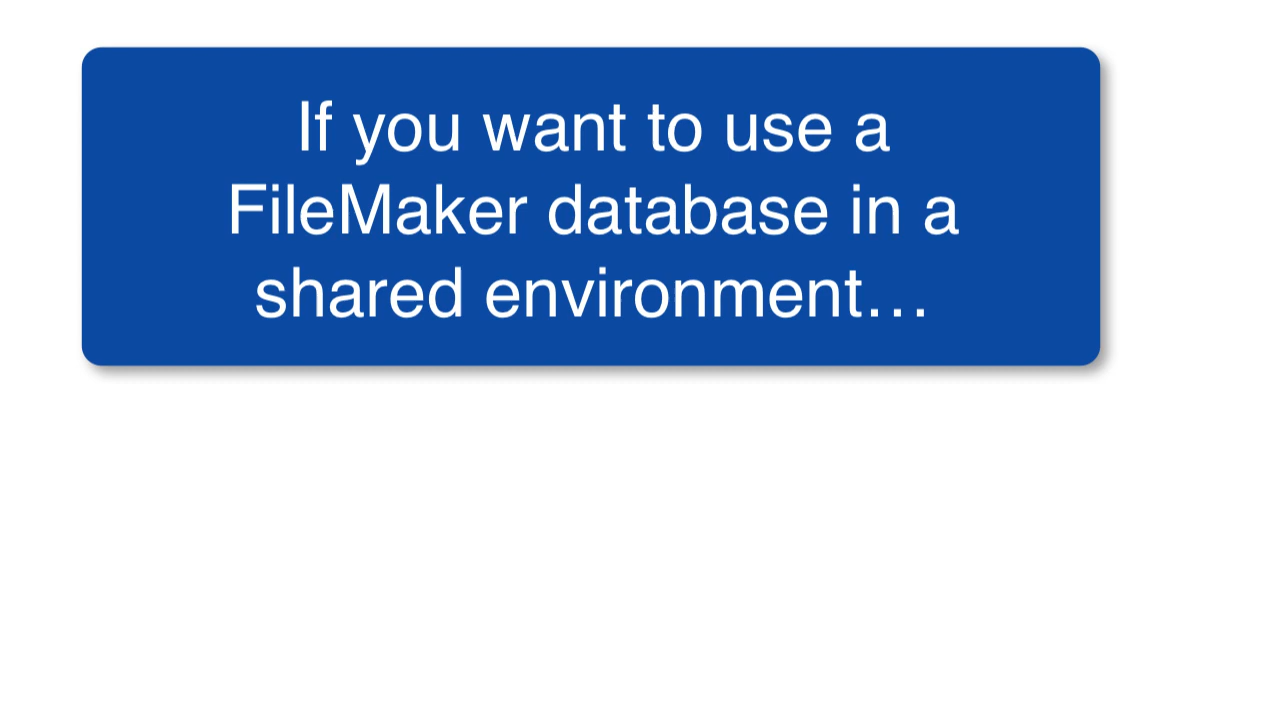 If you want to use a
FileMaker database in a
shared environment…